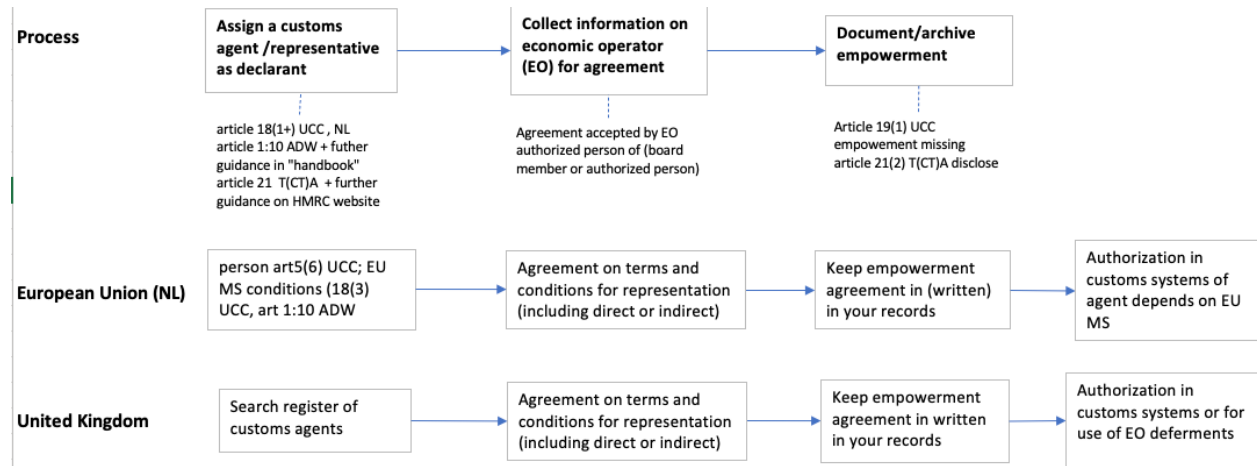 Process
Assign a customs
agent /representative
as declarant
Collect information on
economic operator
(EO) for agreement
Document/archive
empowerment
article 18(1+) UCC , NL
article 1:10 ADW + futher
guidance in "handbook"
article 21  T(CT)A  + further
guidance on HMRC website
Agreement accepted by EO
authorized person of (board
member or authorized person)
Article 19(1) UCC
empowement missing
article 21(2) T(CT)A disclose
European Union (NL)
person art5(6) UCC; EU
MS conditions (18(3)
UCC, art 1:10 ADW
Agreement on terms and
conditions for representation
(including direct or indirect)
Keep empowerment
agreement in (written)
in your records
Authorization in
customs systems of
agent depends on EU
MS
United Kingdom
Search register of
customs agents
Agreement on terms and
conditions for representation
(including direct or indirect)
Keep empowerment
agreement in written
in your records
Authorization in
customs systems or for
use of EO deferments